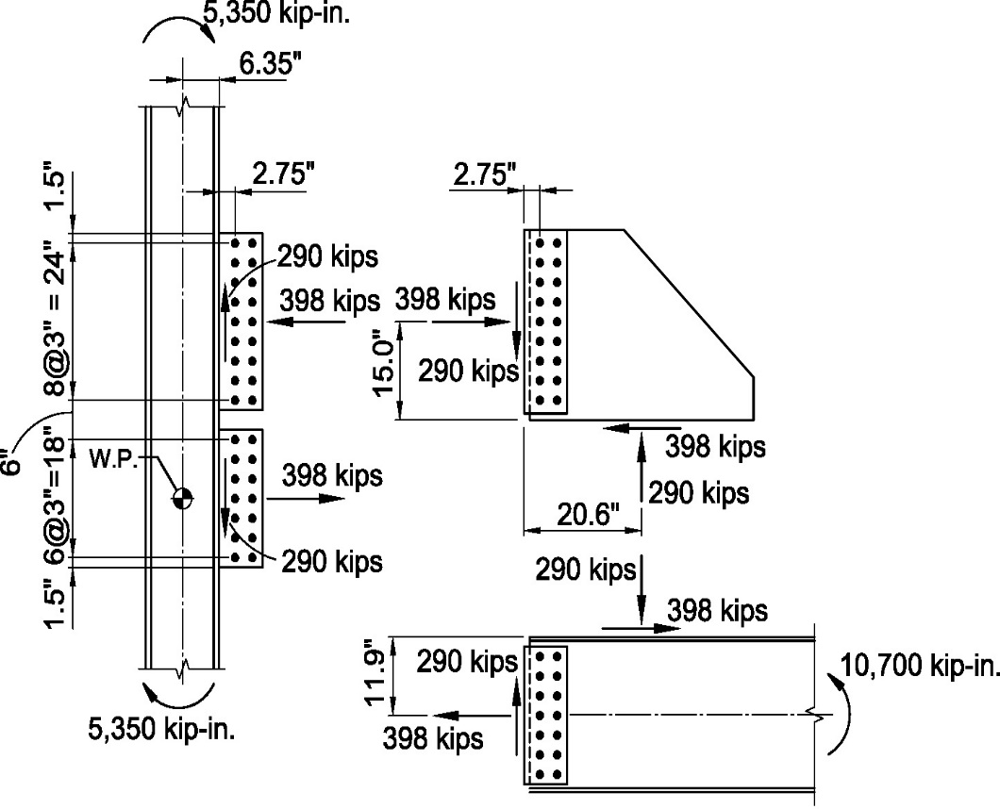 5,350 kip-in.
6.35"
2.75"
1.5"
8@3" = 24"
6"
6@3"=18"
1.5"
290 kips
398 kips
W.P.
398 kips
290 kips
5,350 kip-in.
2.75"
398 kips
15.0"
290 kips
398 kips
290 kips
20.6"
290 kips
398 kips
11.9"
290 kips
398 kips
10,700 kip-in.